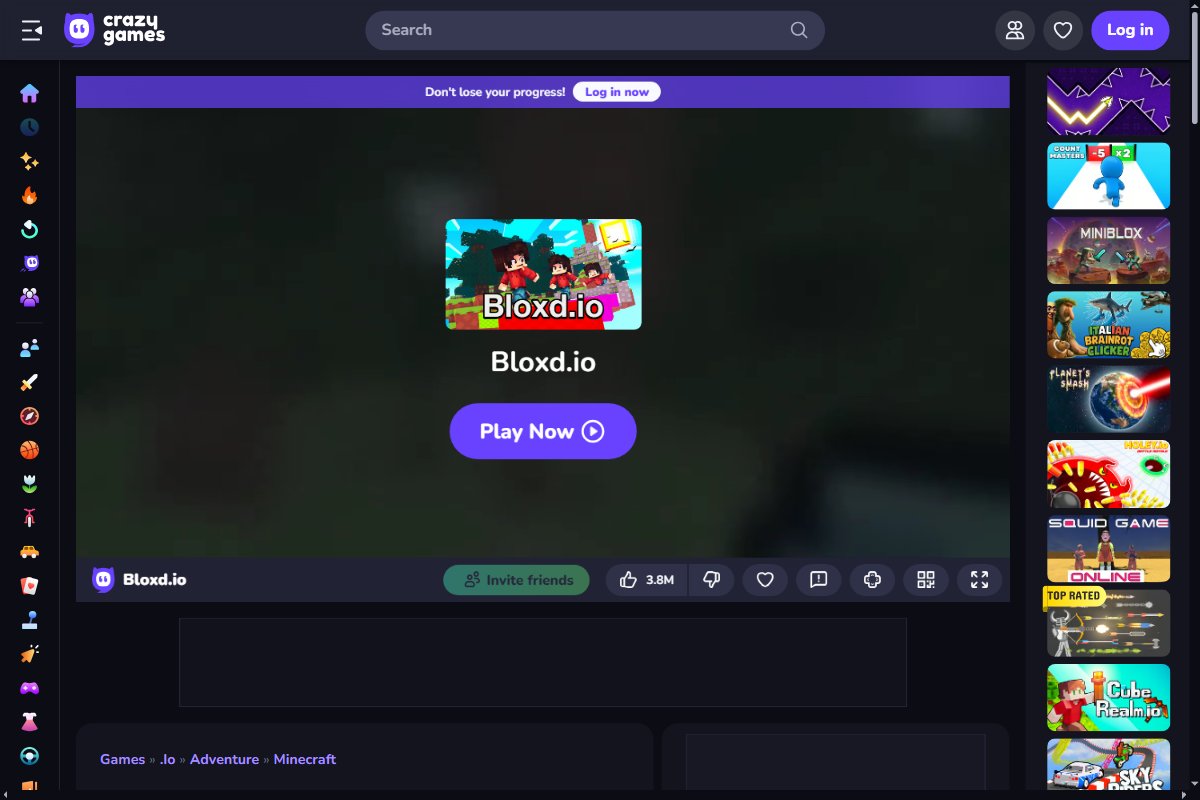 crazy
games
Search
Log in
Don't lose your progress!
Log in now
Bloxd.io
Bloxd.io
Play Now
Bloxd.io
Invite friends
3.8M
Games » .Io » Adventure » Minecraft
COUNT
MASTERS
-5
x2
MINIBLOX
ITALIAN
BRAINROT
CLICKER
PLANET'S
SMASH
HOLEY.IO
SQUID GAME
ONLINE
TOP RATED
Cube
Realm.io
SKY
RIDERS